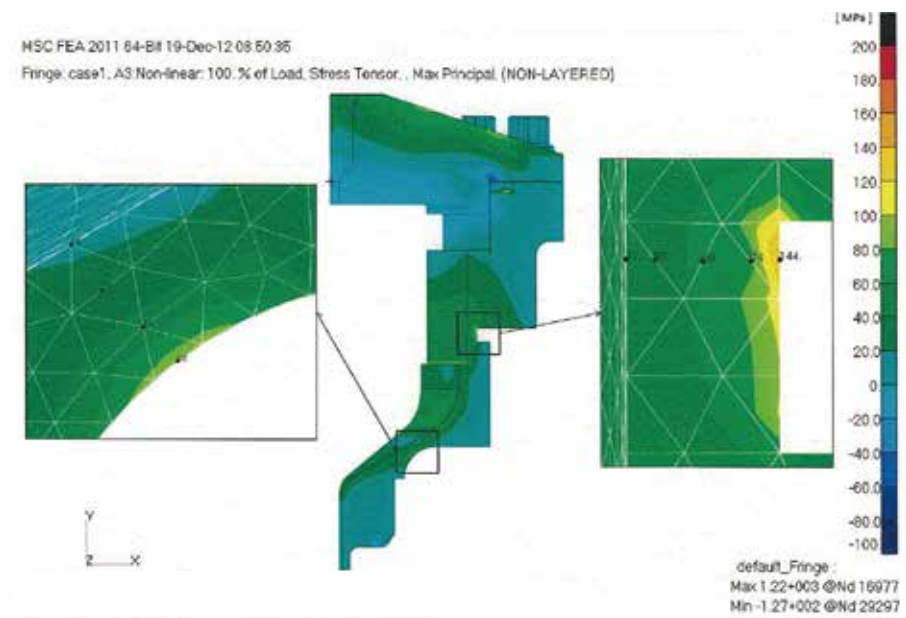 [MPa]
MSC FEA 2011 64-Bit 19-Dec-12 08:50:35
Fringe: case1, A3:Non-linear: 100. % of Load, Stress Tensor, , Max Principal, (NON-LAYERED)
200.
180.
160.
140.
120.
100.
80.0
60.0
40.0
20.0
0.
-20.0
-40.0
-60.0
-80.0
-100.
144.
Y
Z X
default_Fringe :
Max 1.22+003 @Nd 16977
Min -1.27+002 @Nd 29297